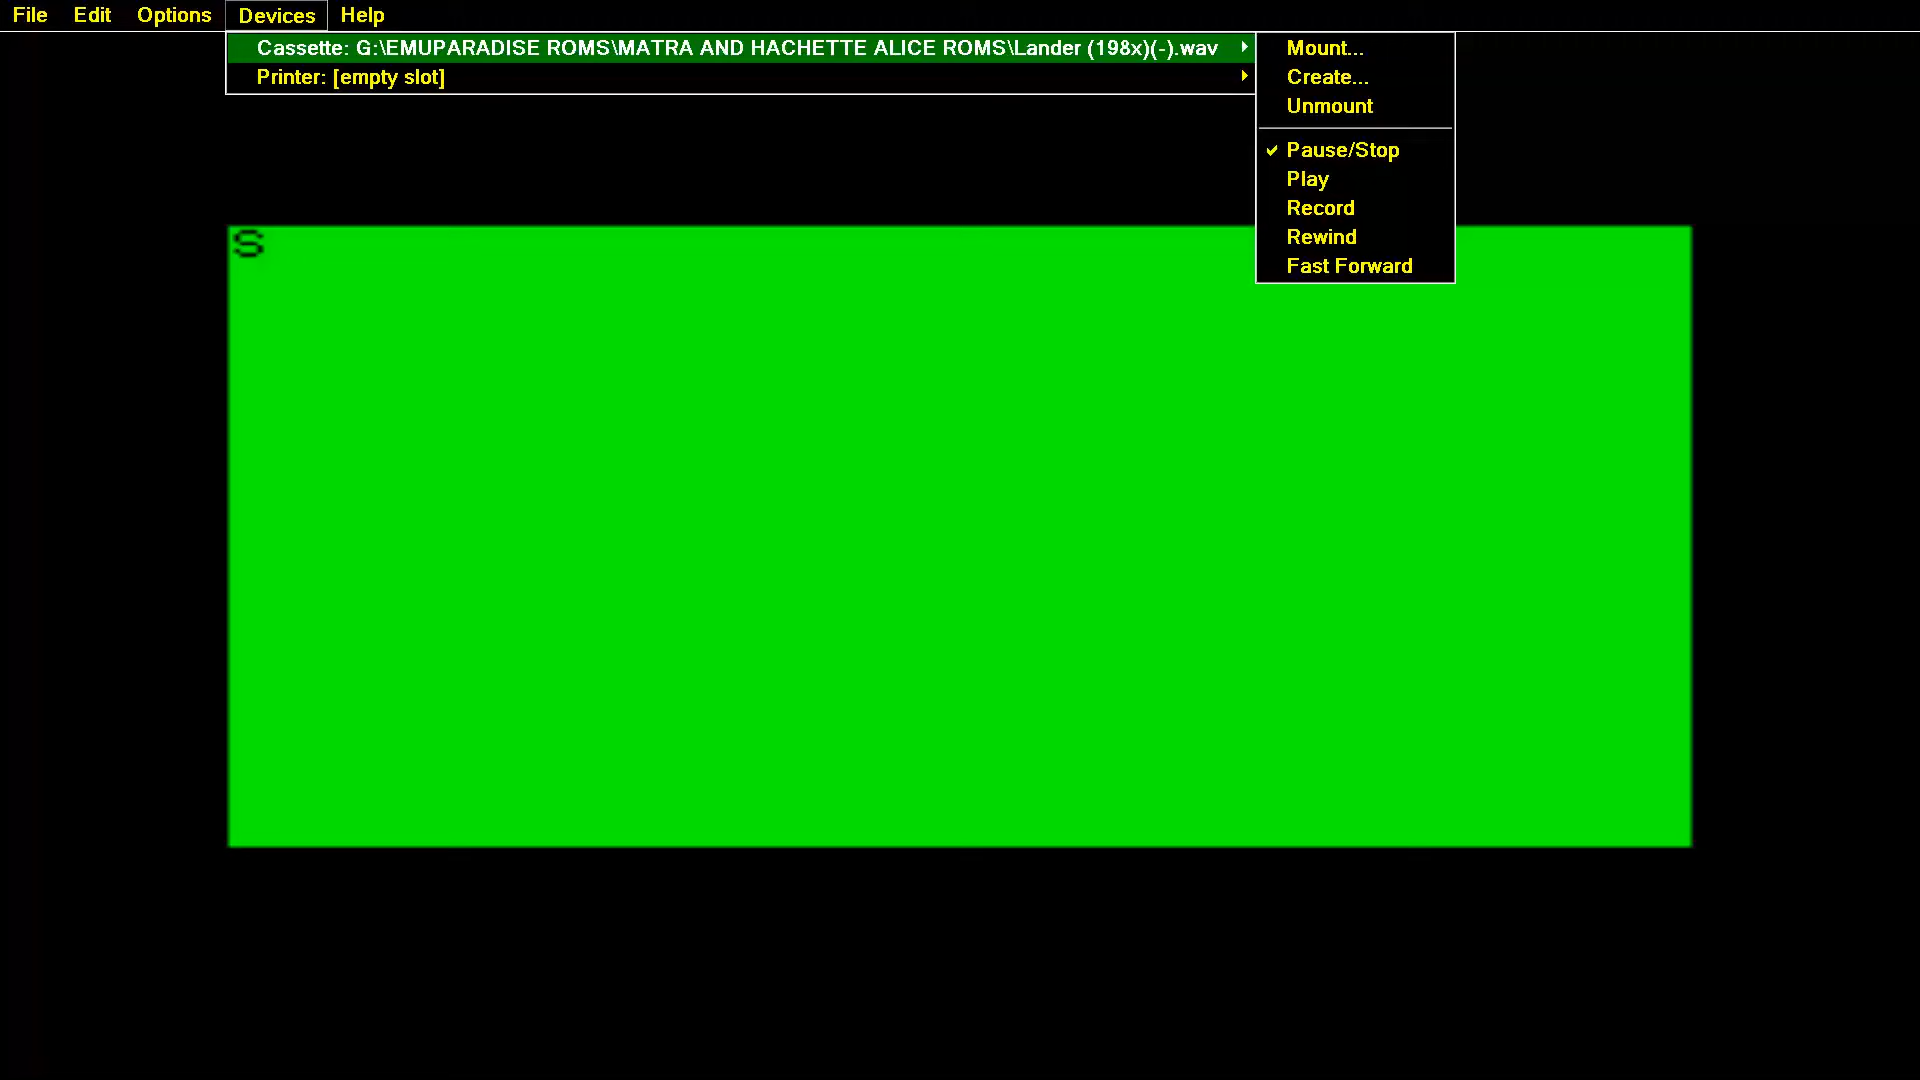 File Edit Options Devices Help
Cassette: G:\EMUPARADISE ROMS\MATRA AND HACHETTE ALICE ROMS\Lander (198x)(-).wav
Printer: [empty slot]
Mount...
Create...
Unmount
Pause/Stop
Play
Record
Rewind
Fast Forward
S